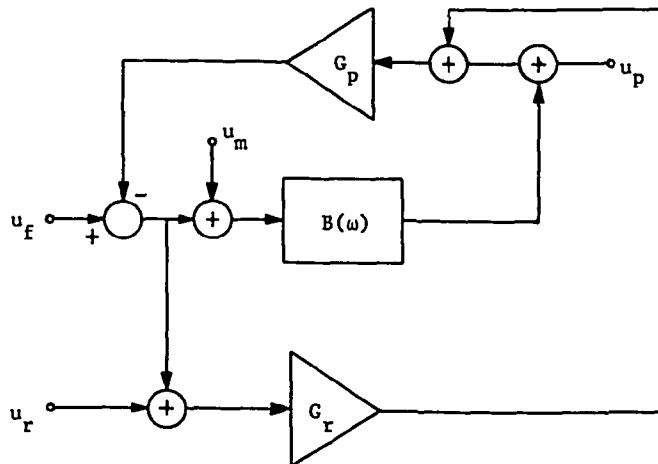 G_p
+
+
u_p
u_m
−
u_f
+
+
B(ω)
u_r
+
G_r